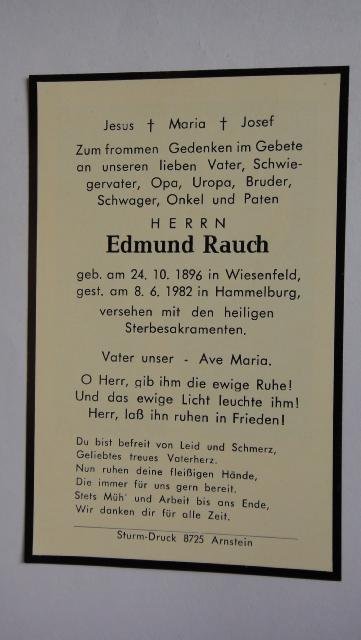 Jesus † Maria † Josef
Zum frommen Gedenken im Gebete
an unseren lieben Vater, Schwie-
gervater, Opa, Uropa, Bruder,
Schwager, Onkel und Paten
HERRN
Edmund Rauch
geb. am 24. 10. 1896 in Wiesenfeld,
gest. am 8. 6. 1982 in Hammelburg,
versehen mit den heiligen
Sterbesakramenten.
Vater unser - Ave Maria.
O Herr, gib ihm die ewige Ruhe!
Und das ewige Licht leuchte ihm!
Herr, laß ihn ruhen in Frieden!
Du bist befreit von Leid und Schmerz,
Geliebtes treues Vaterherz.
Nun ruhen deine fleißigen Hände,
Die immer für uns gern bereit.
Stets Müh' und Arbeit bis ans Ende,
Wir danken dir für alle Zeit.
Sturm-Druck 8725 Arnstein